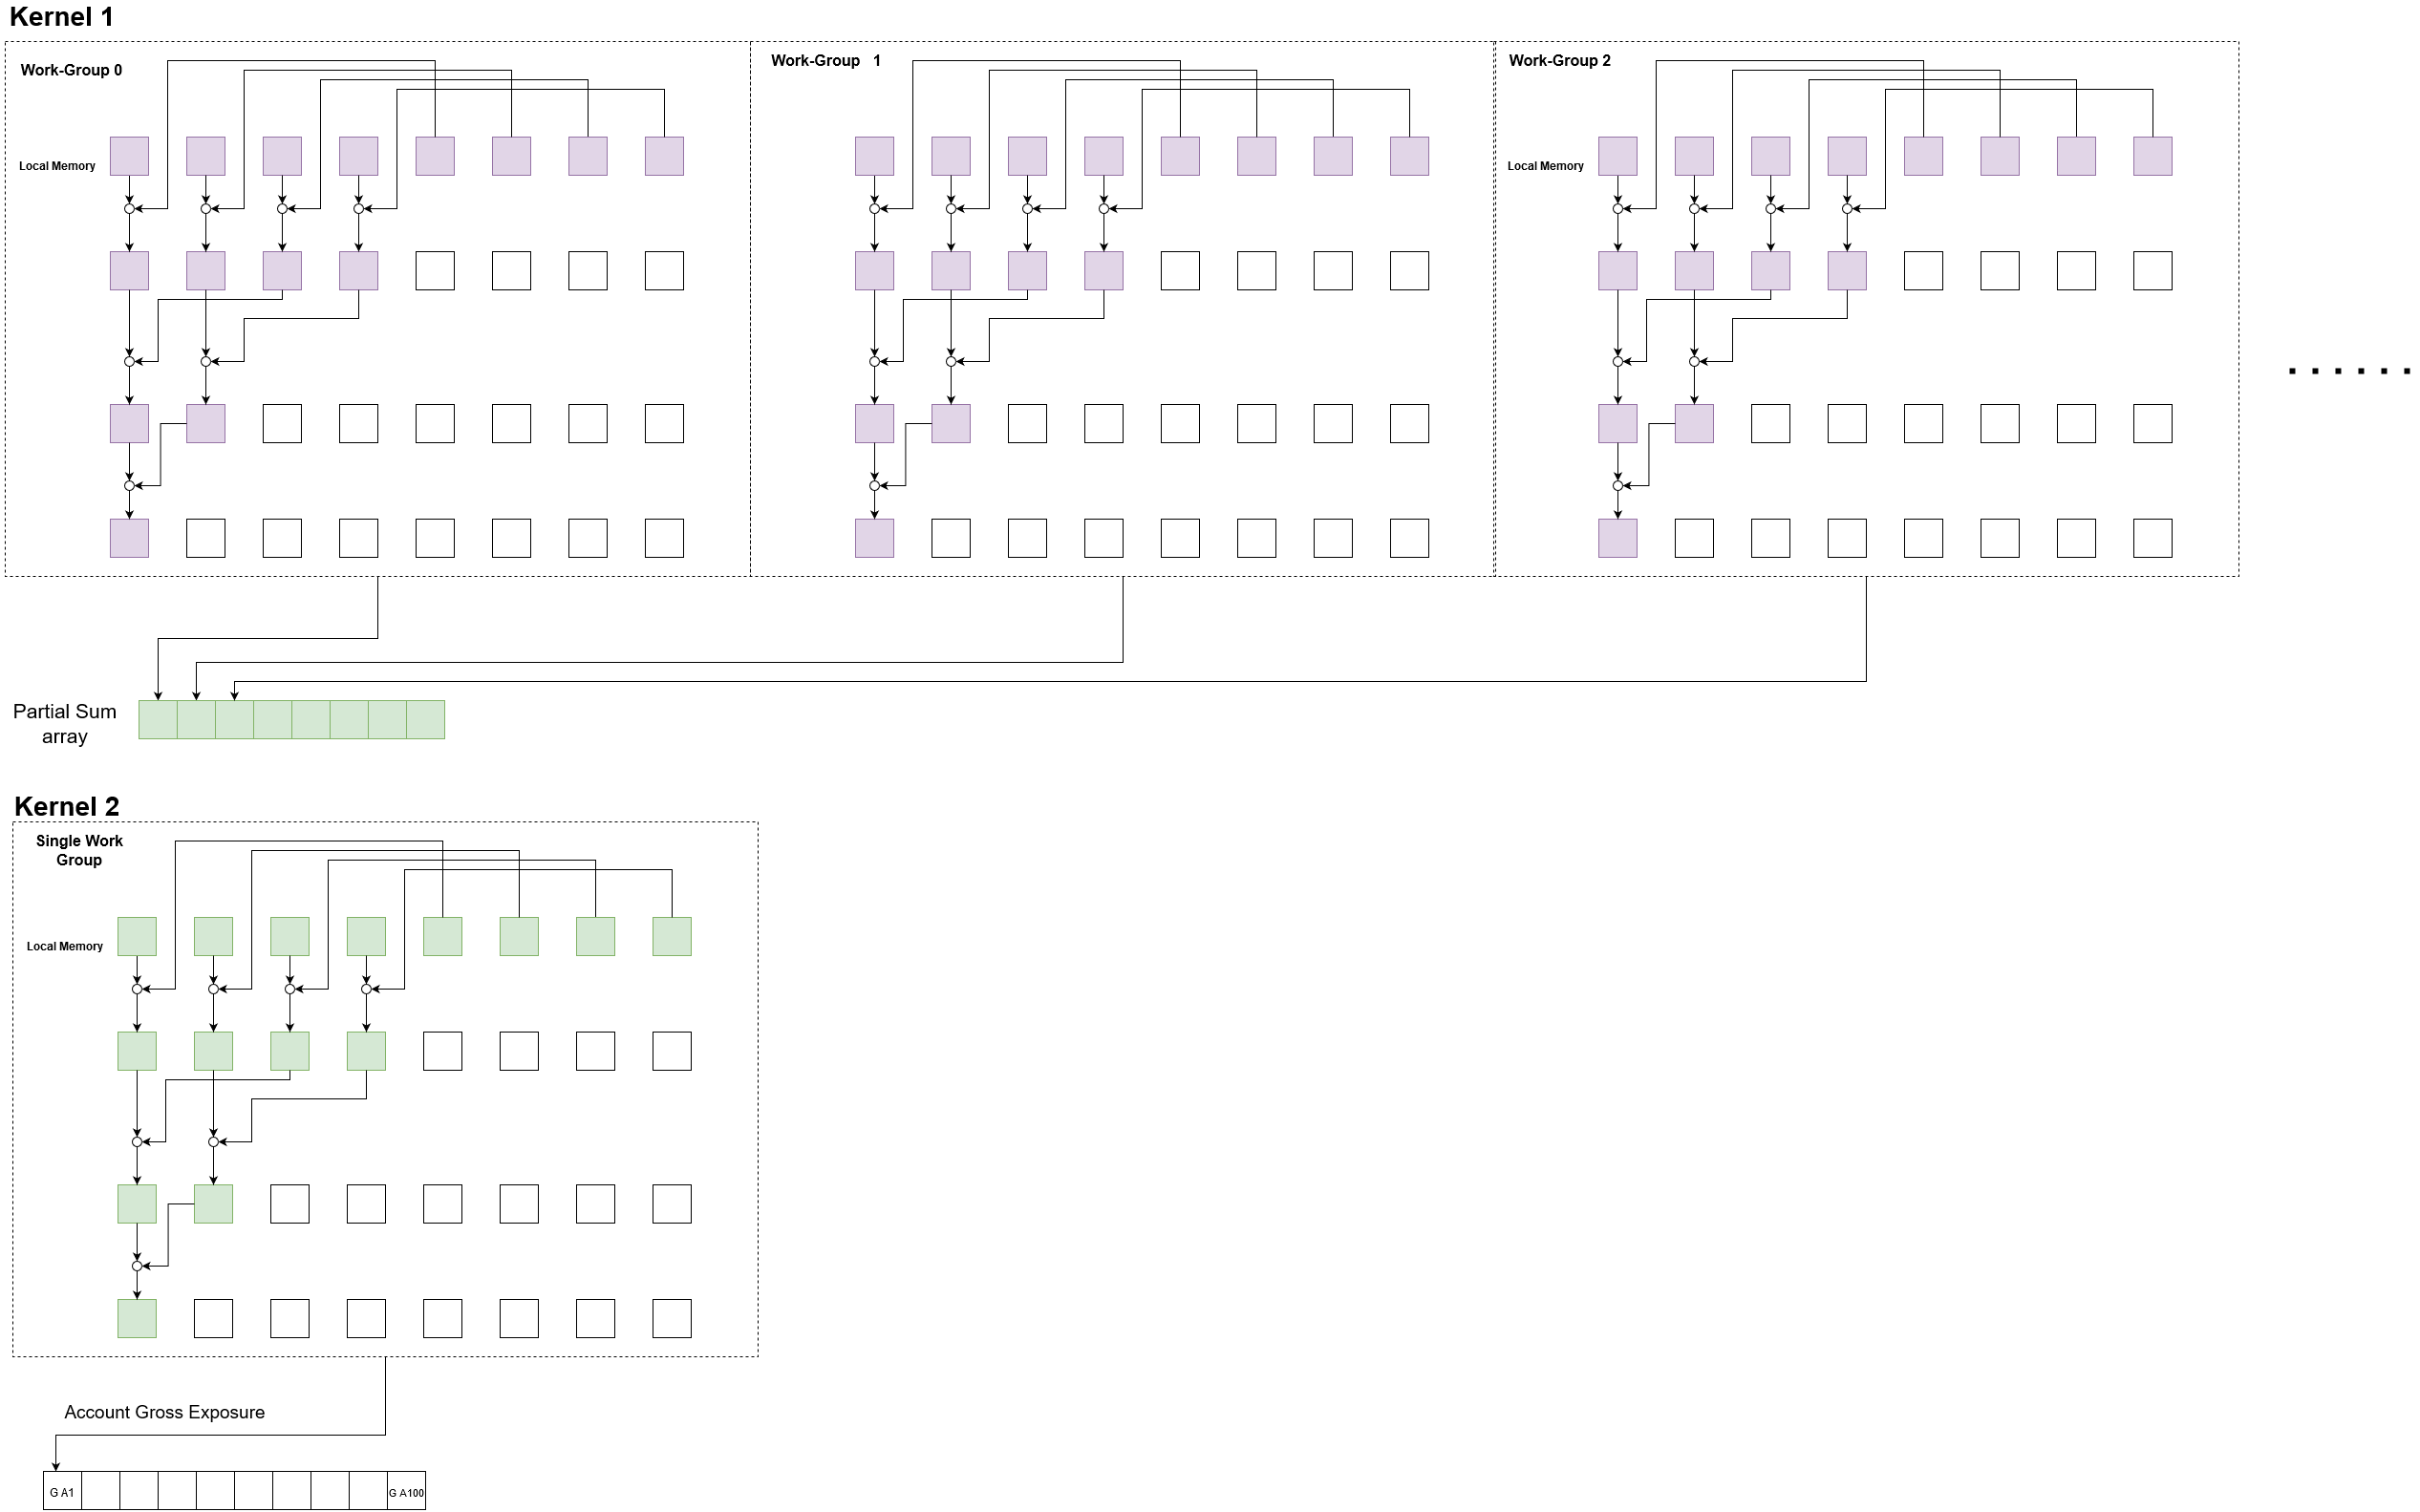 Kernel 1
Work-Group 0
Work-Group 1
Work-Group 2
Local Memory
Local Memory
Partial Sum
array
Kernel 2
Single Work
Group
Local Memory
Account Gross Exposure
G A1
G A100